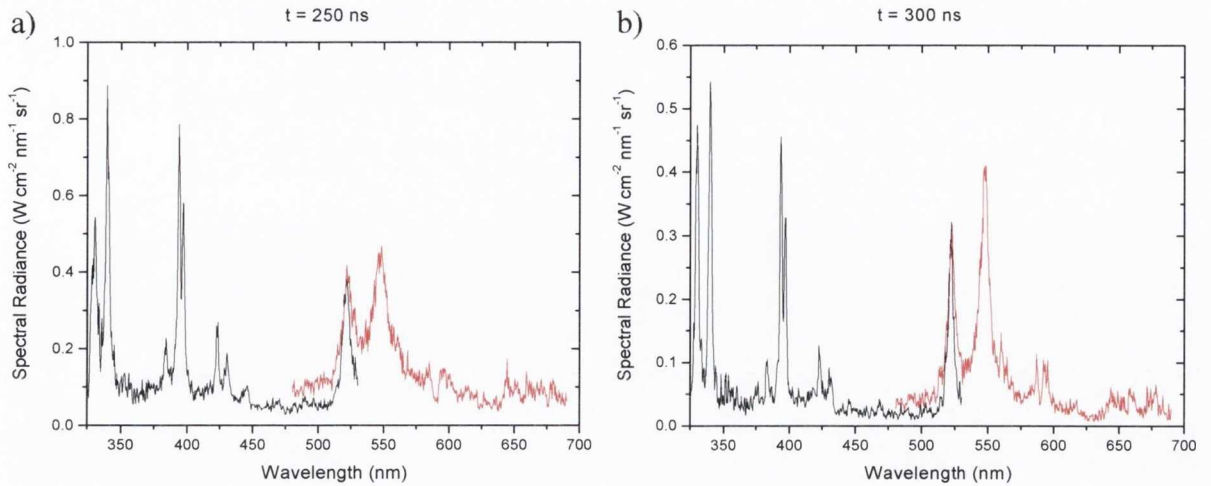 a)
t = 250 ns
Spectral Radiance (W cm⁻² nm⁻¹ sr⁻¹)
1.0
0.8
0.6
0.4
0.2
0.0
350 400 450 500 550 600 650 700
Wavelength (nm)
b)
t = 300 ns
Spectral Radiance (W cm⁻² nm⁻¹ sr⁻¹)
0.6
0.5
0.4
0.3
0.2
0.1
0.0
350 400 450 500 550 600 650 700
Wavelength (nm)